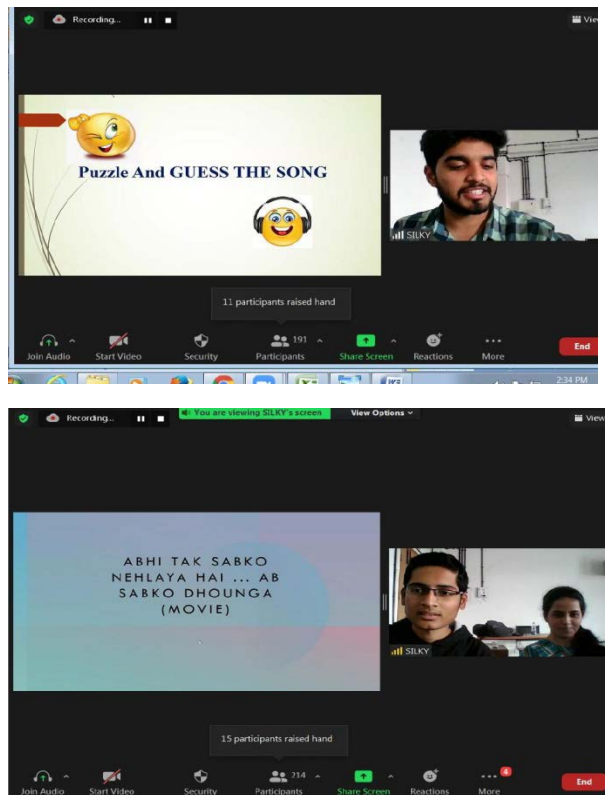 Recording...
View
Puzzle And GUESS THE SONG
SILKY
11 participants raised hand
191
Join Audio
Start Video
Security
Participants
Share Screen
Reactions
More
End
2:34 PM
Recording...
You are viewing SILKY's screen
View Options
View
ABHI TAK SABKO
NEHLAYA HAI ... AB
SABKO DHOUNGA
(MOVIE)
SILKY
15 participants raised hand
214
4
Join Audio
Start Video
Security
Participants
Share Screen
Reactions
More
End